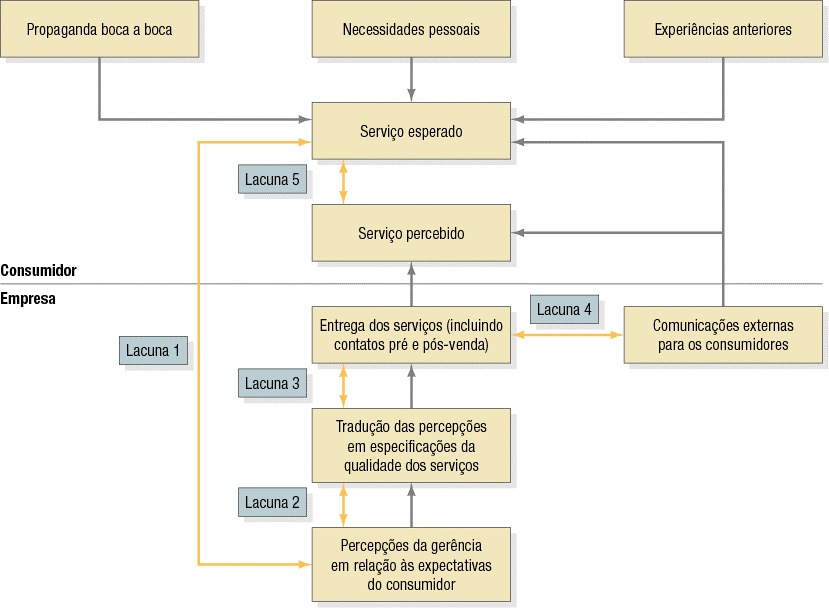 Propaganda boca a boca
Necessidades pessoais
Experiências anteriores
Serviço esperado
Lacuna 5
Serviço percebido
Consumidor
Empresa
Lacuna 4
Entrega dos serviços (incluindo
contatos pré e pós-venda)
Comunicações externas
para os consumidores
Lacuna 1
Lacuna 3
Tradução das percepções
em especificações da
qualidade dos serviços
Lacuna 2
Percepções da gerência
em relação às expectativas
do consumidor